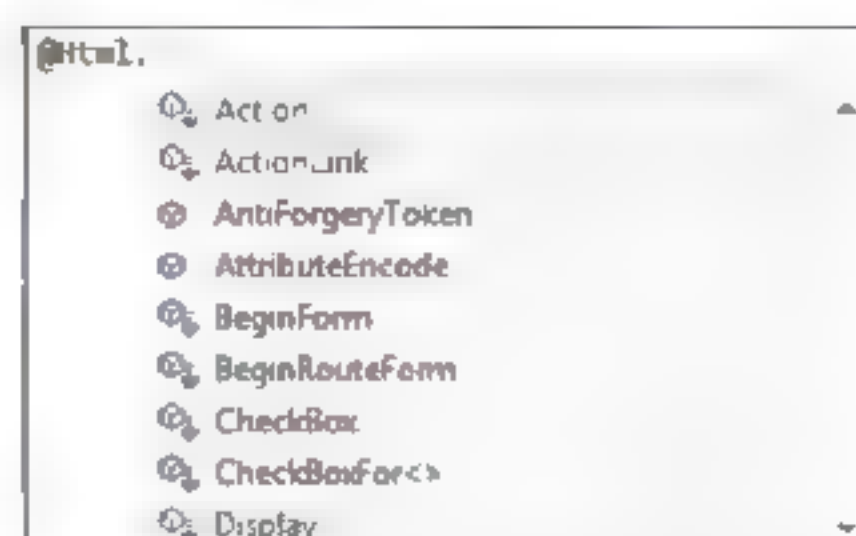 @Html.
Action
ActionLink
AntiForgeryToken
AttributeEncode
BeginForm
BeginRouteForm
CheckBox
CheckBoxFor<>
Display